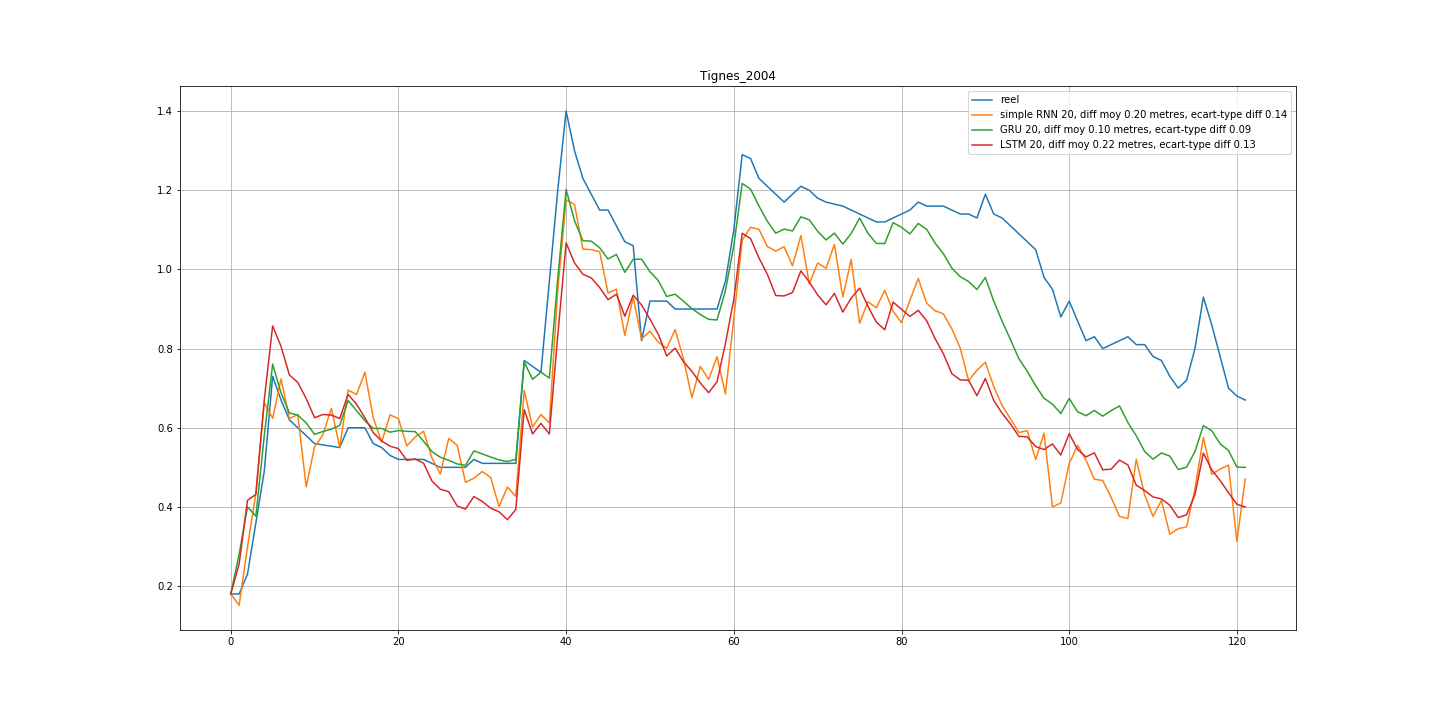 Tignes_2004
reel
simple RNN 20, diff moy 0.20 metres, ecart-type diff 0.14
GRU 20, diff moy 0.10 metres, ecart-type diff 0.09
LSTM 20, diff moy 0.22 metres, ecart-type diff 0.13
1.4
1.2
1.0
0.8
0.6
0.4
0.2
0 20 40 60 80 100 120